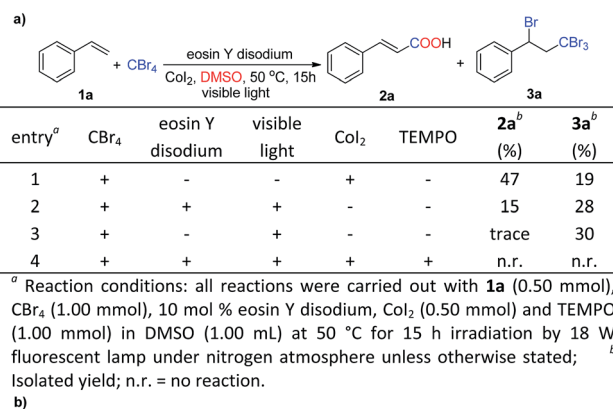 a)
Br
COOH
CBr3
+ CBr4
eosin Y disodium
CoI2, DMSO, 50 °C, 15h
visible light
+
1a
2a
3a
entry^a CBr4 eosin Y disodium visible light CoI2 TEMPO 2a^b (%) 3a^b (%)
1 + - - + - 47 19
2 + + + - - 15 28
3 + - + - - trace 30
4 + + + + + n.r. n.r.
^a Reaction conditions: all reactions were carried out with 1a (0.50 mmol),
CBr4 (1.00 mmol), 10 mol % eosin Y disodium, CoI2 (0.50 mmol) and TEMPO
(1.00 mmol) in DMSO (1.00 mL) at 50 °C for 15 h irradiation by 18 W
fluorescent lamp under nitrogen atmosphere unless otherwise stated; ^b
Isolated yield; n.r. = no reaction.
b)